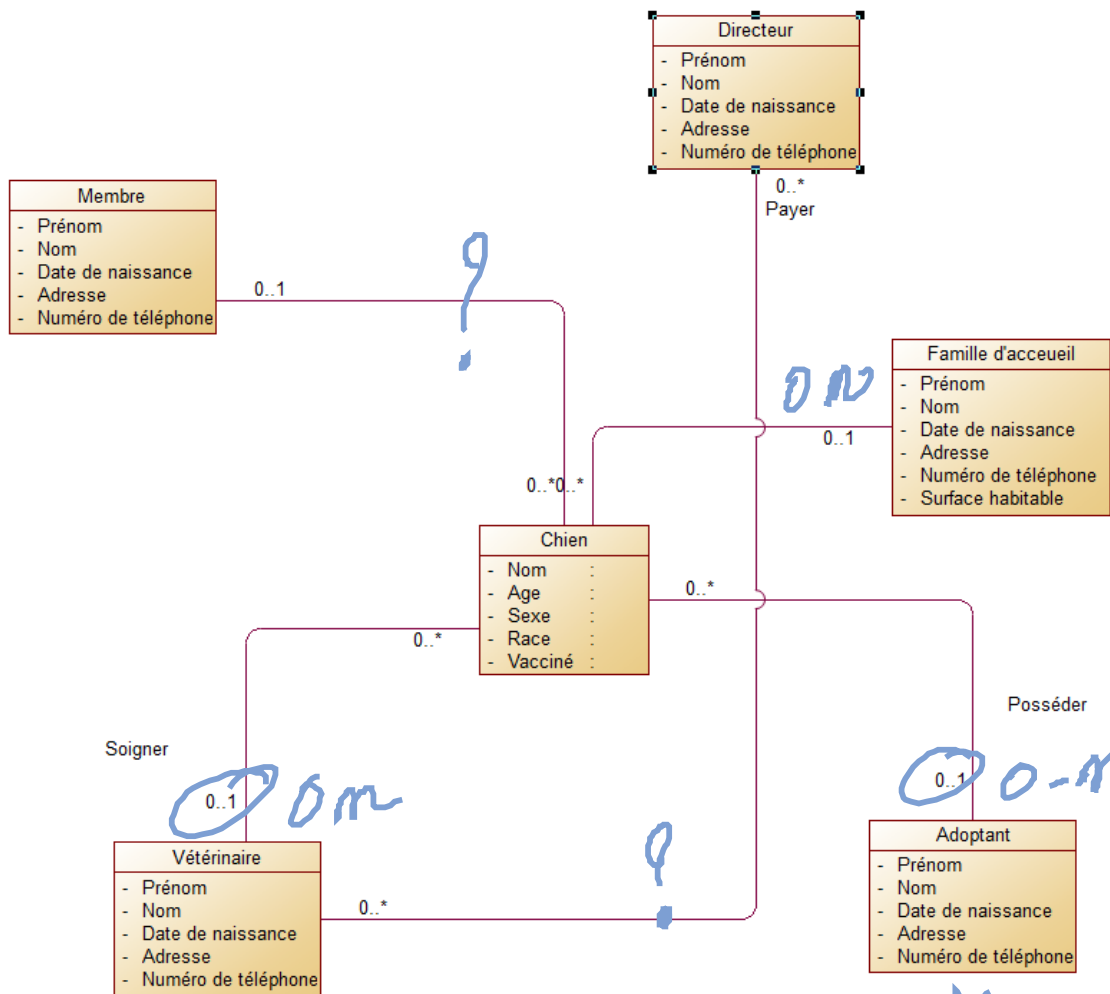 Directeur
- Prénom
- Nom
- Date de naissance
- Adresse
- Numéro de téléphone
0..*
Payer
Membre
- Prénom
- Nom
- Date de naissance
- Adresse
- Numéro de téléphone
0..1
?
Famille d'acceueil
- Prénom
- Nom
- Date de naissance
- Adresse
- Numéro de téléphone
- Surface habitable
0 n
0..1
0..*0..*
Chien
- Nom :
- Age :
- Sexe :
- Race :
- Vacciné :
0..*
0..*
Soigner
Posséder
0..1 0 n
0..1 0-n
Vétérinaire
- Prénom
- Nom
- Date de naissance
- Adresse
- Numéro de téléphone
0..*
?
Adoptant
- Prénom
- Nom
- Date de naissance
- Adresse
- Numéro de téléphone